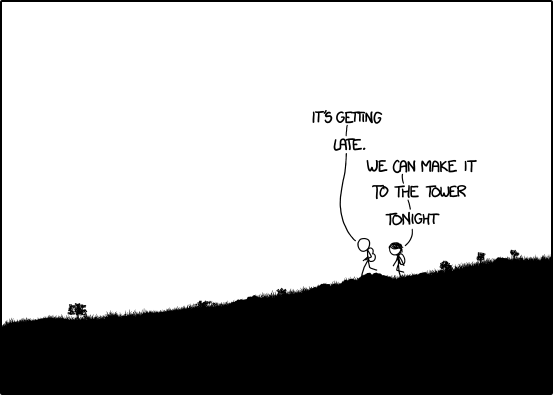 IT'S GETTING
LATE.
WE CAN MAKE IT
TO THE TOWER
TONIGHT